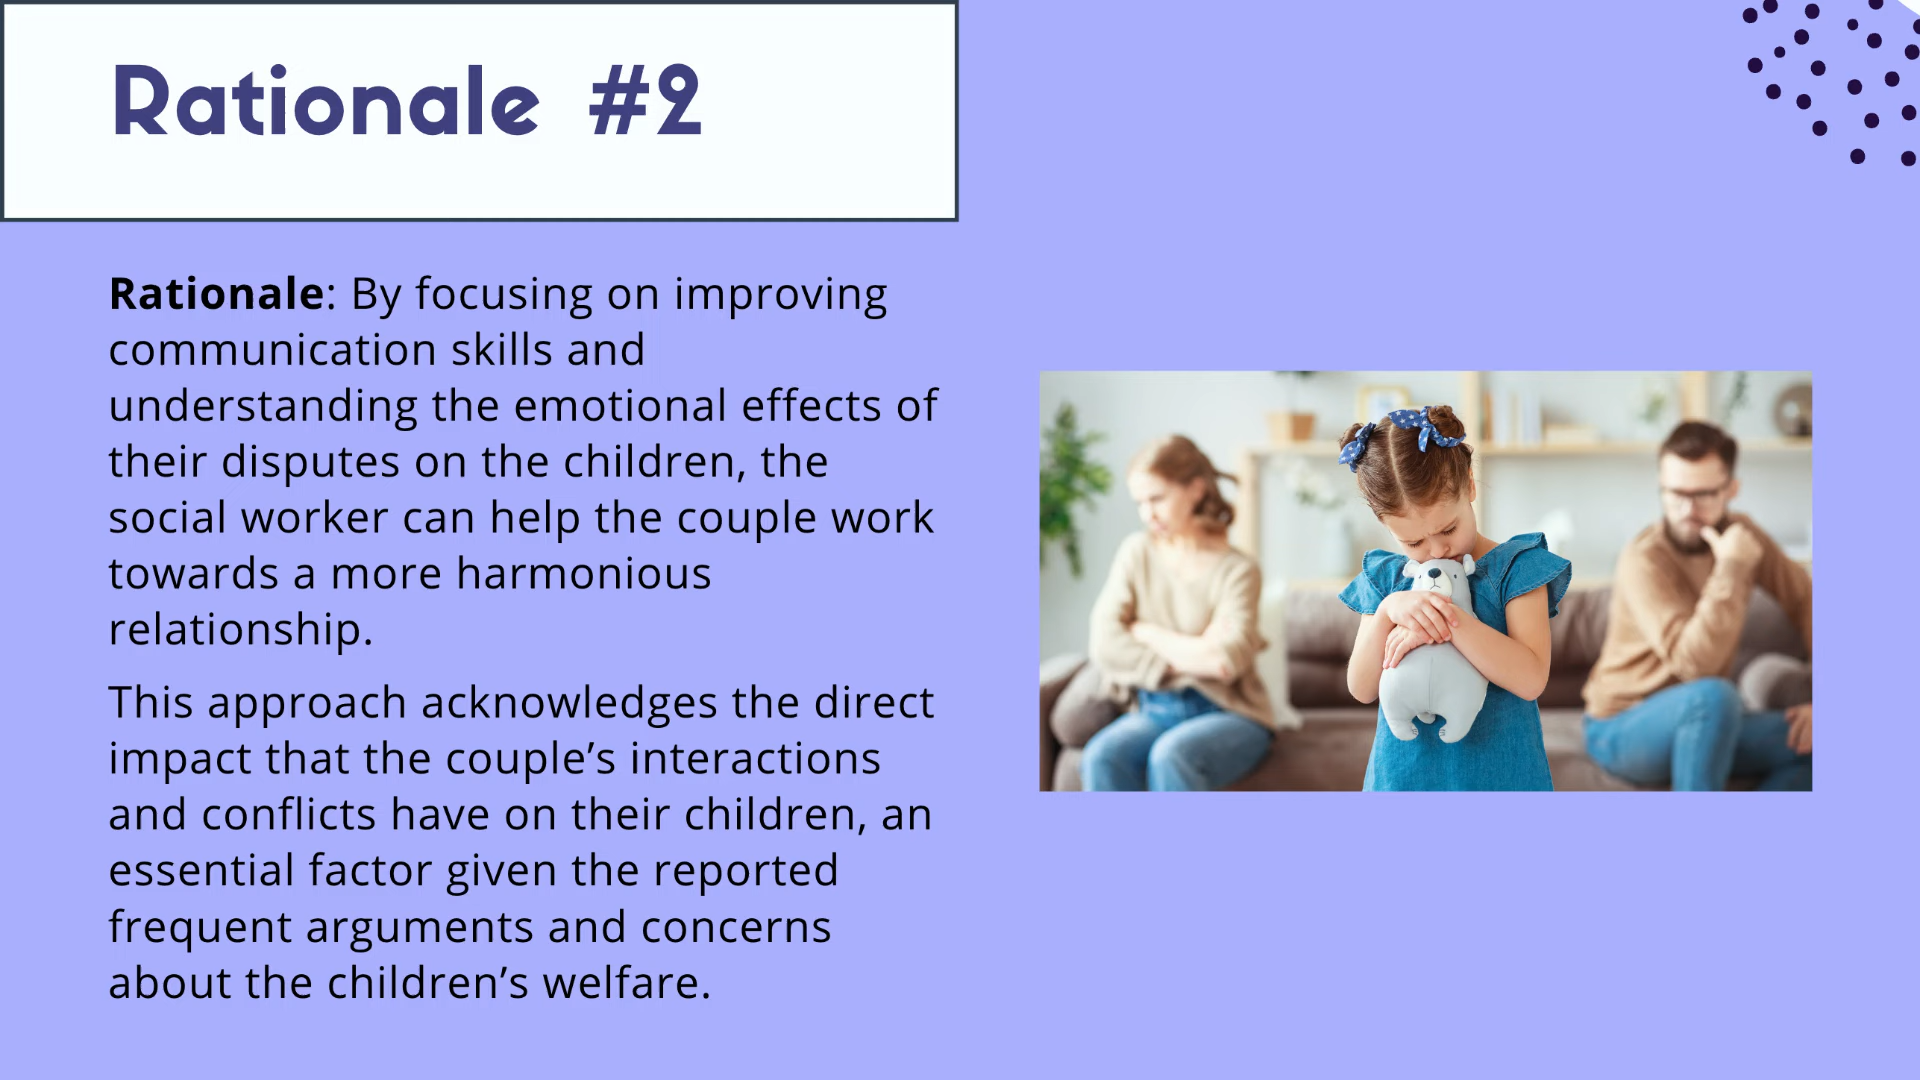 Rationale #2
Rationale: By focusing on improving
communication skills and
understanding the emotional effects of
their disputes on the children, the
social worker can help the couple work
towards a more harmonious
relationship.
This approach acknowledges the direct
impact that the couple’s interactions
and conflicts have on their children, an
essential factor given the reported
frequent arguments and concerns
about the children’s welfare.